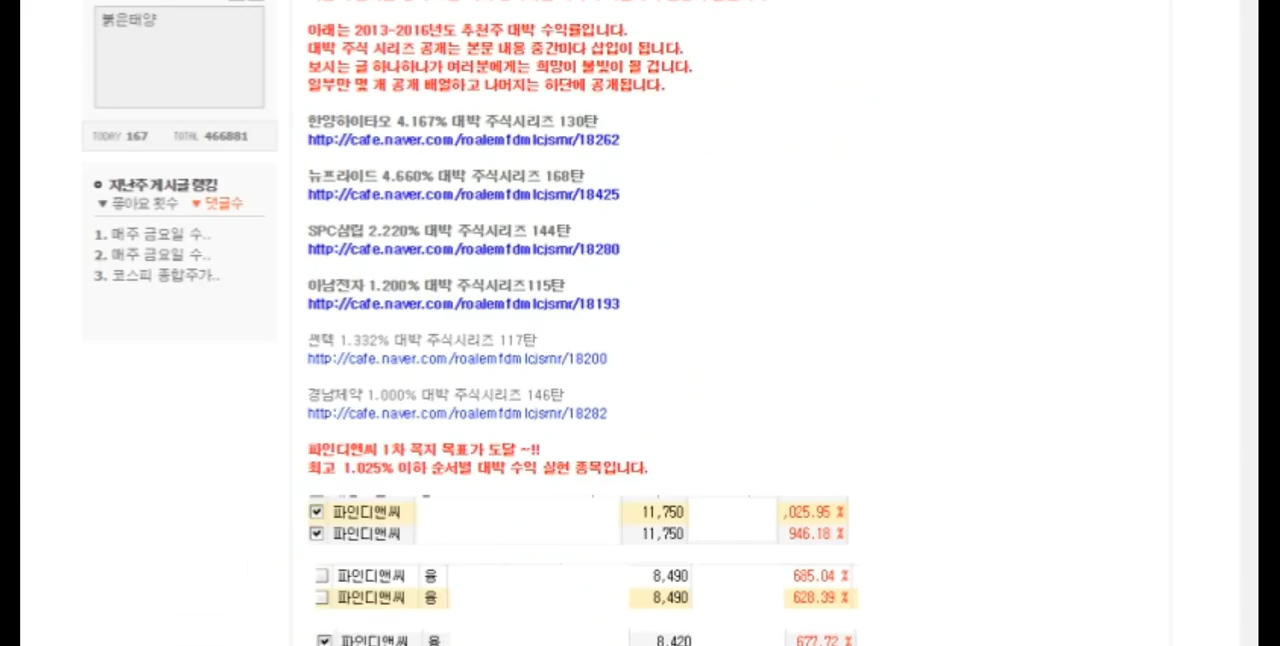 붉은태양
TODAY 167 TOTAL 466881
지난주 게시글 랭킹
▼ 좋아요 횟수 ▼ 댓글수
1. 매주 금요일 수..
2. 매주 금요일 수..
3. 코스피 종합주가..
아래는 2013-2016년도 추천주 대박 수익률입니다.
대박 주식 시리즈 공개는 본문 내용 중간마다 삽입이 됩니다.
보시는 글 하나하나가 여러분에게는 희망이 불빛이 될 겁니다.
일부만 몇 개 공개 배열하고 나머지는 하단에 공개됩니다.
한양하이타오 4.167% 대박 주식시리즈 130탄
http://cafe.naver.com/roalemfdmlcjsrnr/18262
뉴프라이드 4.660% 대박 주식시리즈 168탄
http://cafe.naver.com/roalemfdmlcjsrnr/18425
SPC삼립 2.220% 대박 주식시리즈 144탄
http://cafe.naver.com/roalemfdmlcjsrnr/18280
이남전자 1.200% 대박 주식시리즈115탄
http://cafe.naver.com/roalemfdmlcjsrnr/18193
쎈텍 1.332% 대박 주식시리즈 117탄
http://cafe.naver.com/roalemfdmlcjsrnr/18200
경남제약 1.000% 대박 주식시리즈 146탄
http://cafe.naver.com/roalemfdmlcjsrnr/18282
파인디앤씨 1차 목지 목표가 도달 ~!!
최고 1.025% 이하 순서별 대박 수익 실현 종목입니다.
파인디앤씨 11,750 ,025.95 %
파인디앤씨 11,750 946.18 %
파인디앤씨 융 8,490 685.04 %
파인디앤씨 융 8,490 628.39 %
파인디앤씨 융 8,420 677.72 %